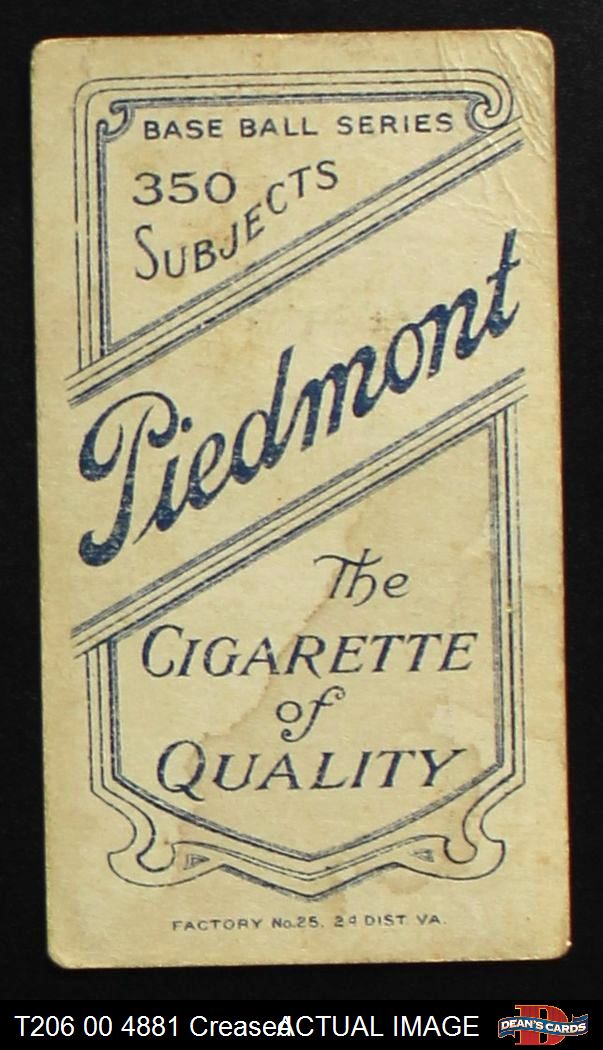 BASE BALL SERIES
350
SUBJECTS
Piedmont
The
CIGARETTE
of
QUALITY
FACTORY No.25. 2d DIST. VA.
T206 00 4881 Creased ACTUAL IMAGE
DEAN'S CARDS